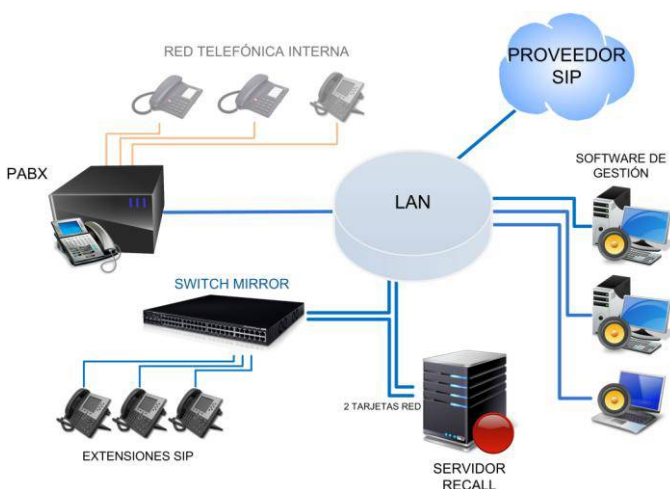 RED TELEFÓNICA INTERNA
PROVEEDOR
SIP
PABX
LAN
SOFTWARE DE
GESTIÓN
SWITCH MIRROR
2 TARJETAS RED
EXTENSIONES SIP
SERVIDOR
RECALL